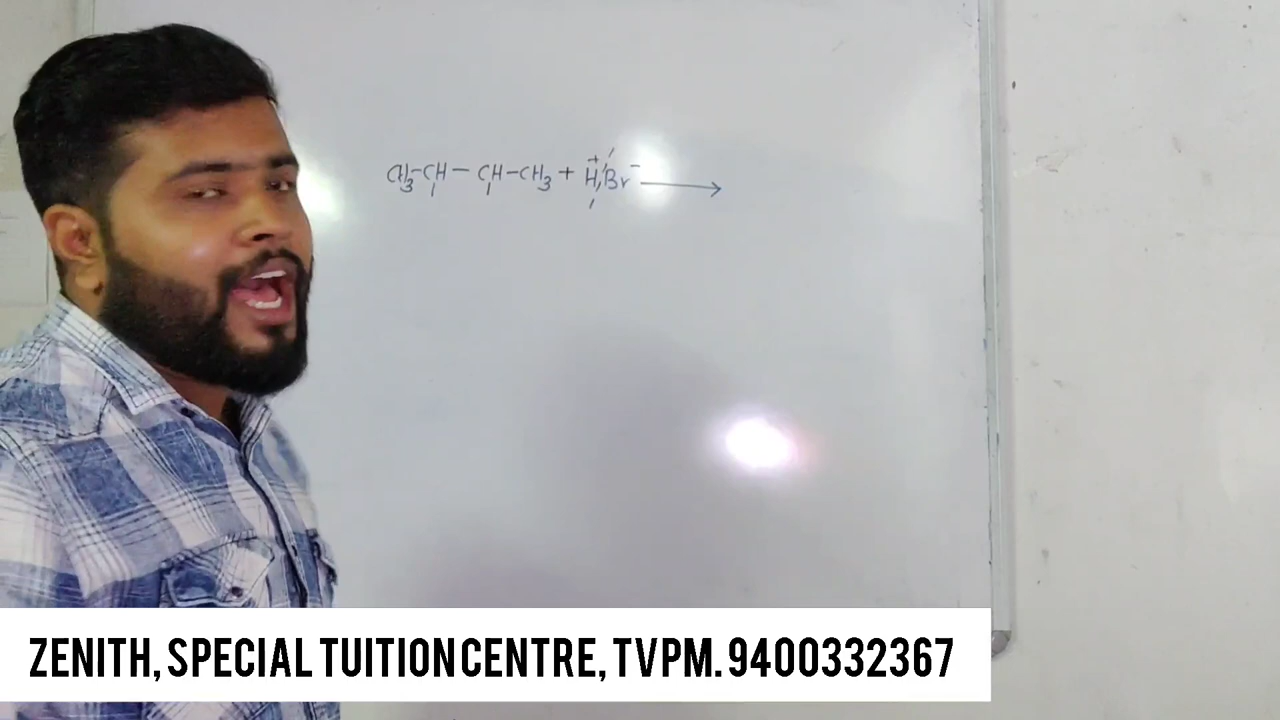 CH₃-CH-CH-CH₃ + H⁺Br⁻ ⟶
ZENITH, SPECIAL TUITION CENTRE, TVPM. 9400332367